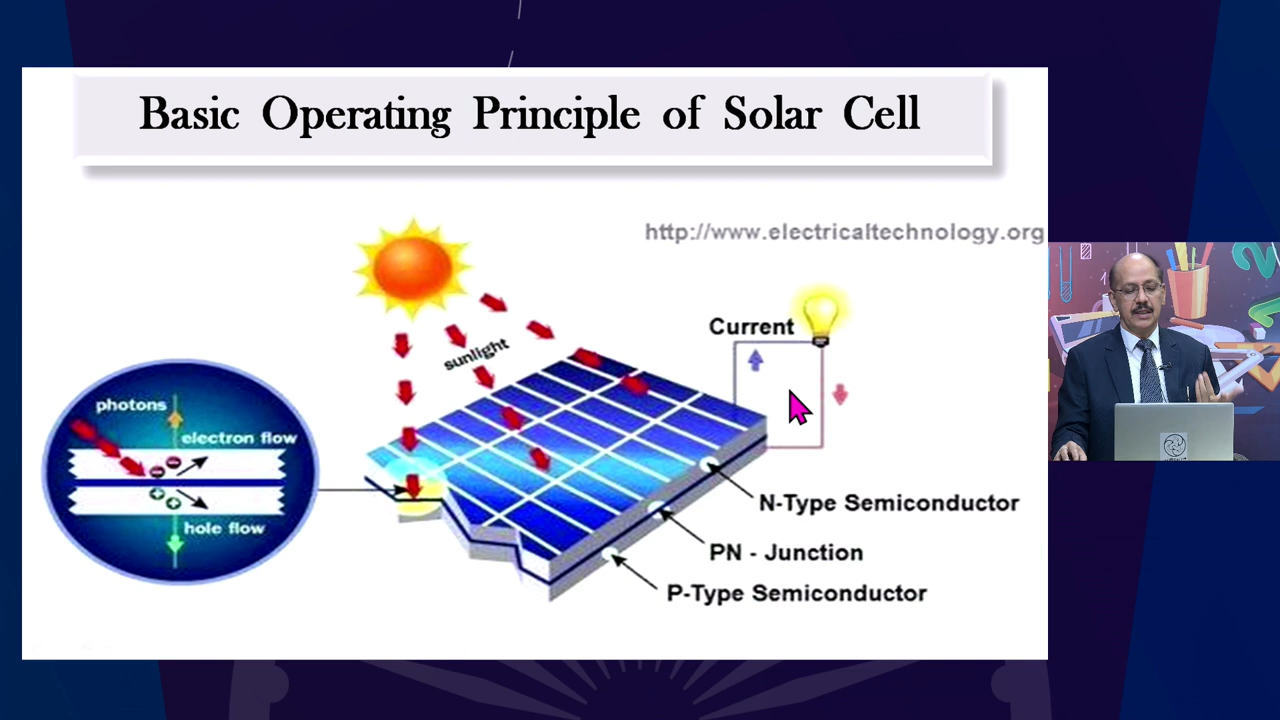 Basic Operating Principle of Solar Cell
http://www.electricaltechnology.org
Current
sunlight
photons
electron flow
hole flow
N-Type Semiconductor
PN - Junction
P-Type Semiconductor